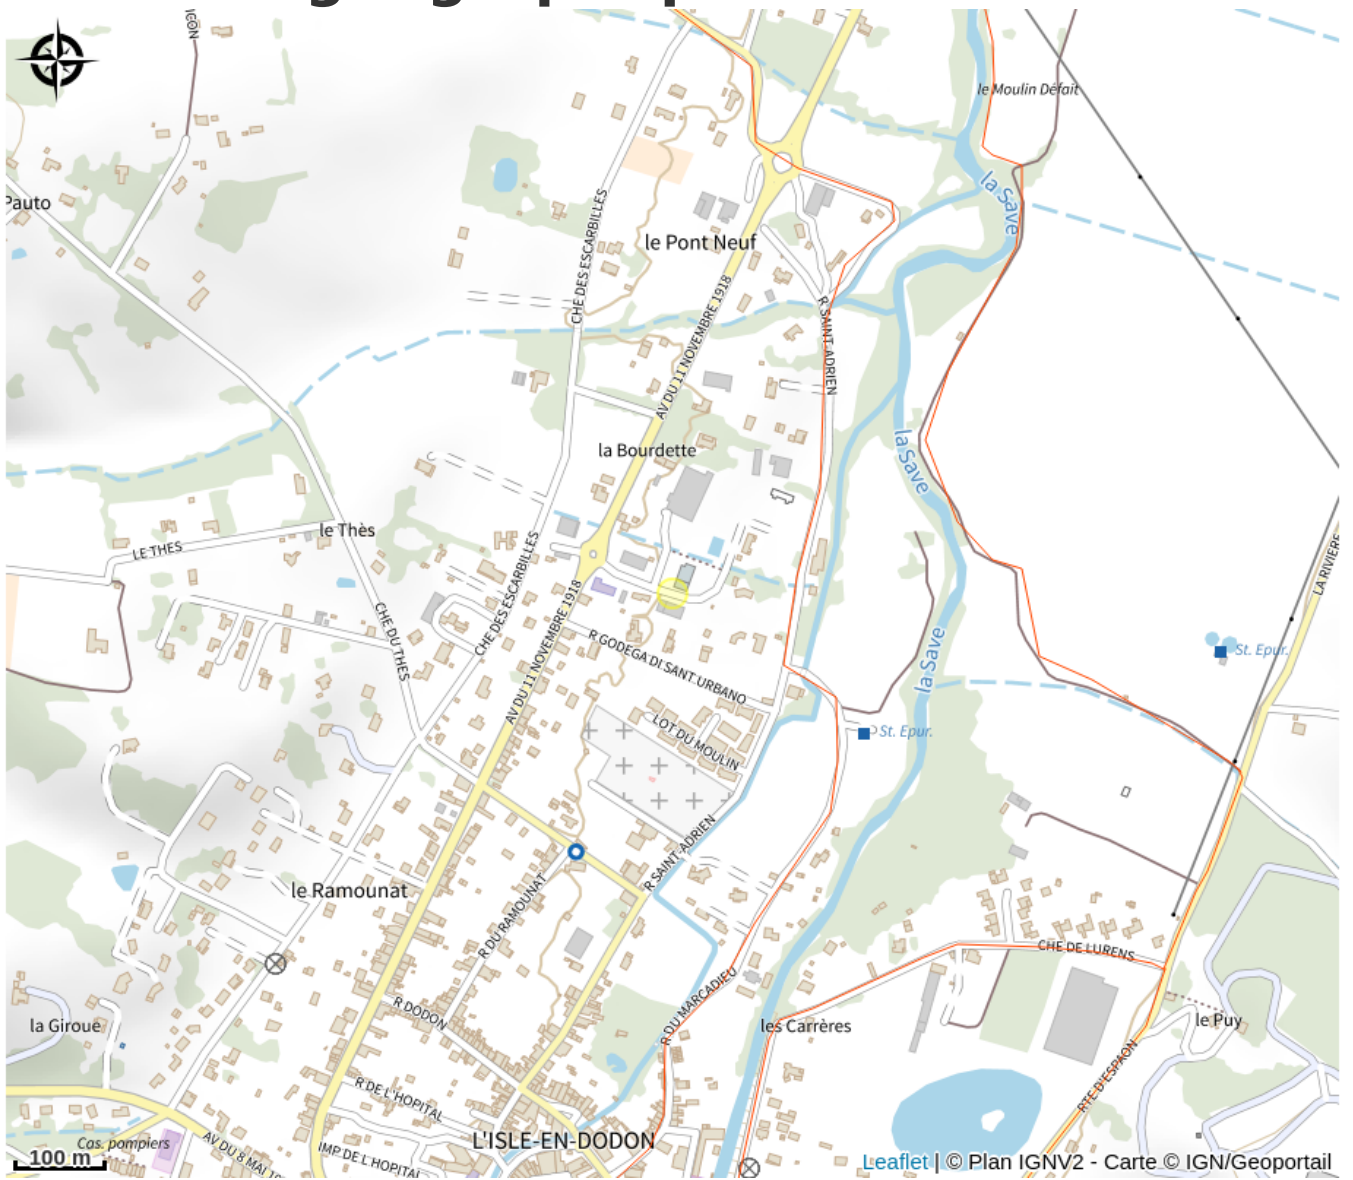 ICON
le Moulin Défait
la Save
Pauto
CHE DES ESCARBILLES
le Pont Neuf
AV DU 11 NOVEMBRE 1918
R SAINT-ADRIEN
la Bourdette
la Save
le Thès
LE THES
CHE DES ESCARBILLES
LA RIVIERE
CHE DU THES
AV DU 11 NOVEMBRE 1918
R GODEGA DI SANT URBANO
la Save
St. Epur.
LOT DU MOULIN
St. Epur.
R SAINT-ADRIEN
le Ramounat
R DU RAMOUNAT
CHE DE LURENS
R DU MARCADIEU
R DODON
la Giroue
les Carrères
le Puy
RTE D'ESPAON
R DE L'HOPITAL
Cas. pompiers
AV DU 8 MAI 19
IMP DE L'HOPITAL
L'ISLE-EN-DODON
100 m
Leaflet | © Plan IGNV2 - Carte © IGN/Geoportail